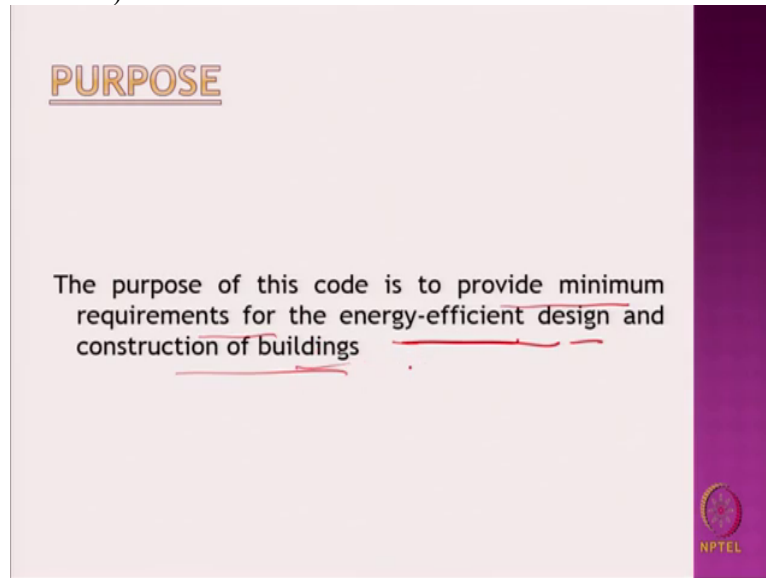 PURPOSE
The purpose of this code is to provide minimum
requirements for the energy-efficient design and
construction of buildings
NPTEL